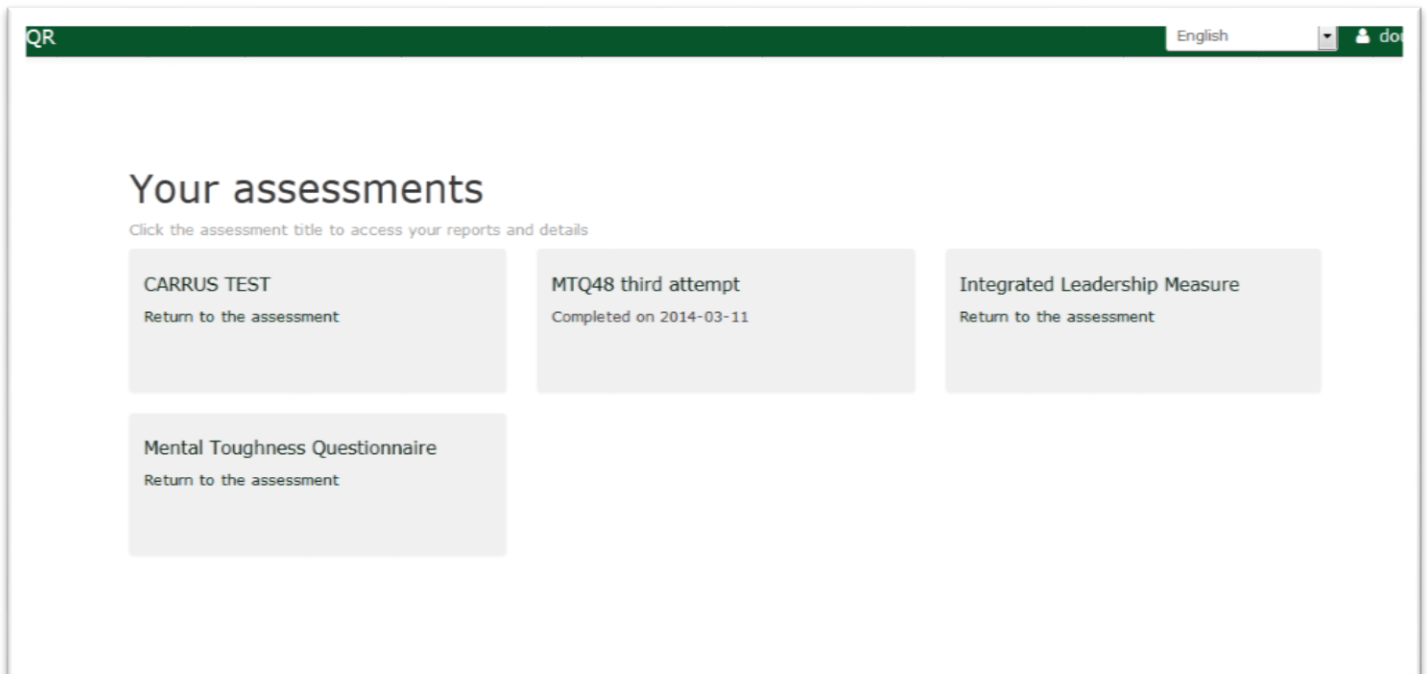 QR English
Your assessments
Click the assessment title to access your reports and details
CARRUS TEST
Return to the assessment
MTQ48 third attempt
Completed on 2014-03-11
Integrated Leadership Measure
Return to the assessment
Mental Toughness Questionnaire
Return to the assessment